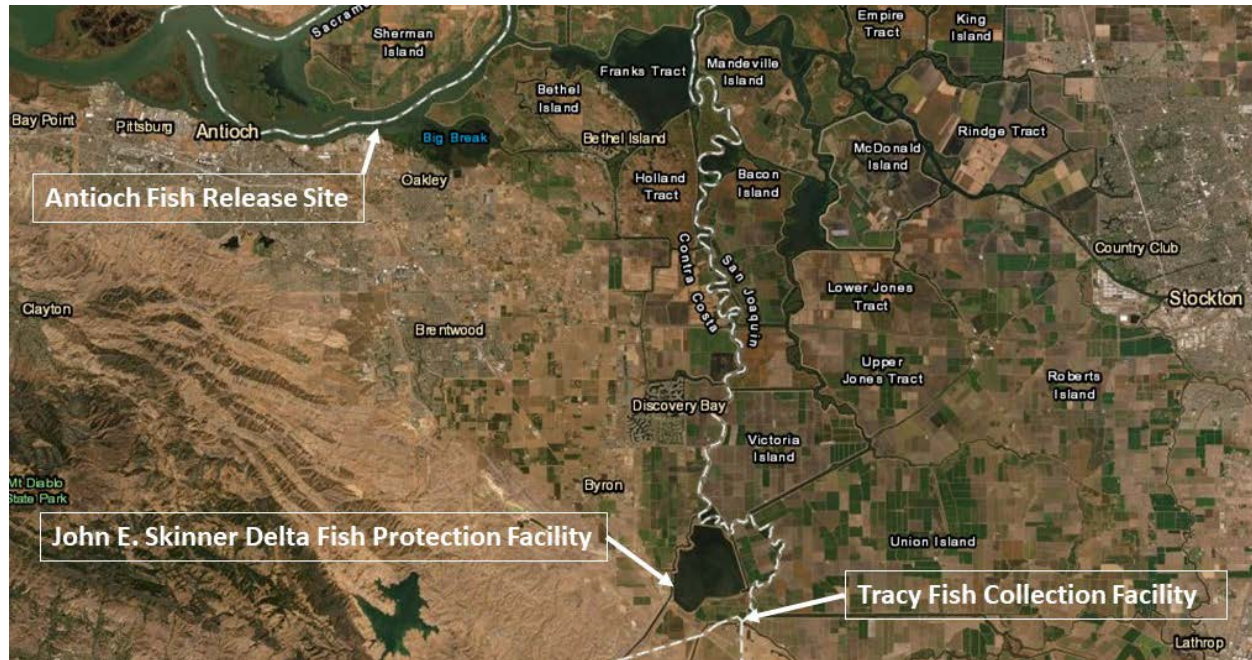 Sacrame
Sherman
Island
Empire
Tract
King
Island
Franks Tract
Mandeville
Island
Bethel
Island
Bay Point
Pittsburg
Antioch
Big Break
Bethel Island
Rindge Tract
McDonald
Island
Antioch Fish Release Site
Oakley
Holland
Tract
Bacon
Island
Contra Costa
San Joaquin
Country Club
Clayton
Lower Jones
Tract
Stockton
Brentwood
Upper
Jones Tract
Roberts
Island
Discovery Bay
Victoria
Island
Mt Diablo
State Park
Byron
John E. Skinner Delta Fish Protection Facility
Union Island
Tracy Fish Collection Facility
Lathrop